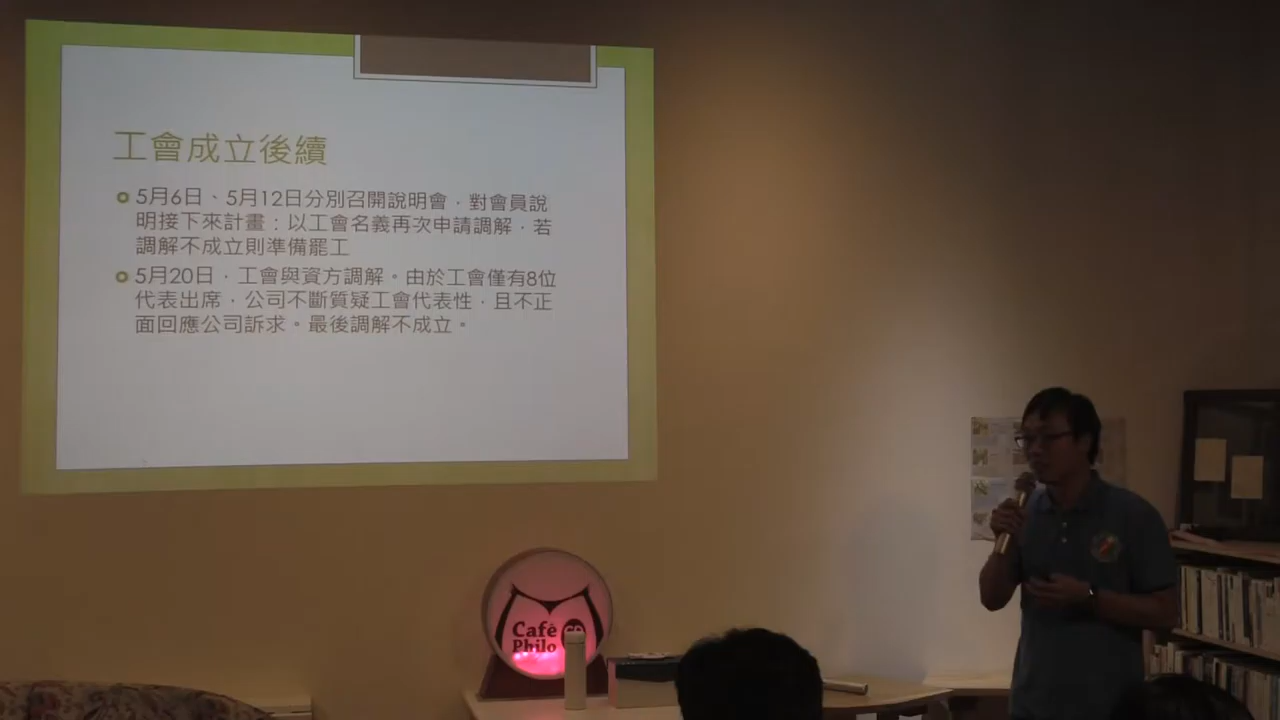 工會成立後續
5月6日、5月12日分別召開說明會，對會員說
明接下來計畫：以工會名義再次申請調解，若
調解不成立則準備罷工
5月20日，工會與資方調解。由於工會僅有8位
代表出席，公司不斷質疑工會代表性，且不正
面回應公司訴求。最後調解不成立。
Café
Philo